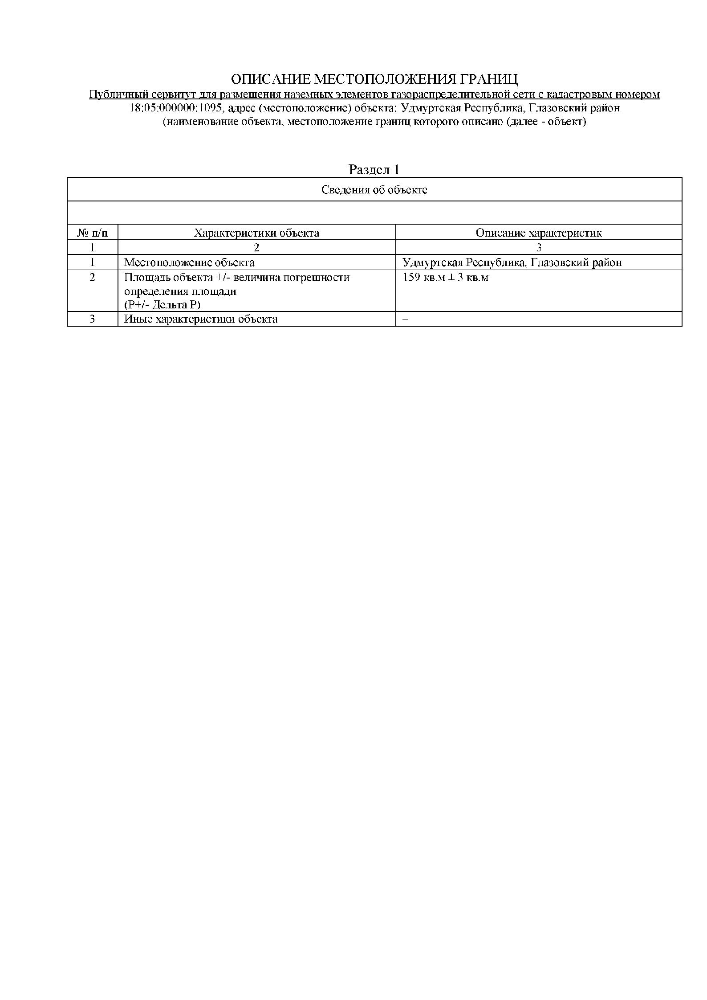 ОПИСАНИЕ МЕСТОПОЛОЖЕНИЯ ГРАНИЦ
Публичный сервитут для размещения наземных элементов газораспределительной сети с кадастровым номером
18:05:000000:1095, адрес (местоположение) объекта: Удмуртская Республика, Глазовский район
(наименование объекта, местоположение границ которого описано (далее - объект)
Раздел 1
Сведения об объекте
№ п/п Характеристики объекта Описание характеристик
1 2 3
1 Местоположение объекта Удмуртская Республика, Глазовский район
2 Площадь объекта +/- величина погрешности 159 кв.м ± 3 кв.м
определения площади
(Р+/- Дельта Р)
3 Иные характеристики объекта –